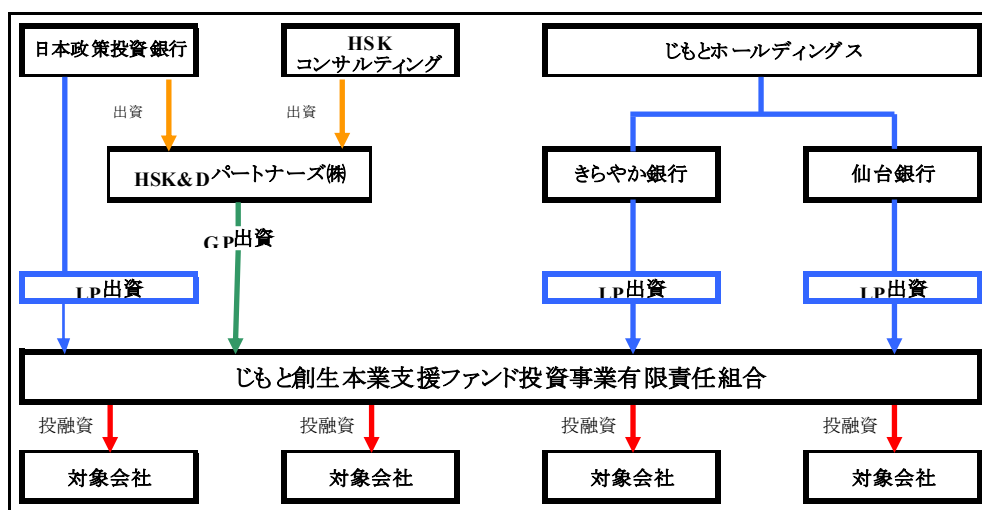 日本政策投資銀行
HSK
コンサルティング
じもとホールディングス
出資
出資
HSK&Dパートナーズ㈱
きらやか銀行
仙台銀行
GP出資
LP出資
LP出資
LP出資
じもと創生本業支援ファンド投資事業有限責任組合
投融資
投融資
投融資
投融資
対象会社
対象会社
対象会社
対象会社